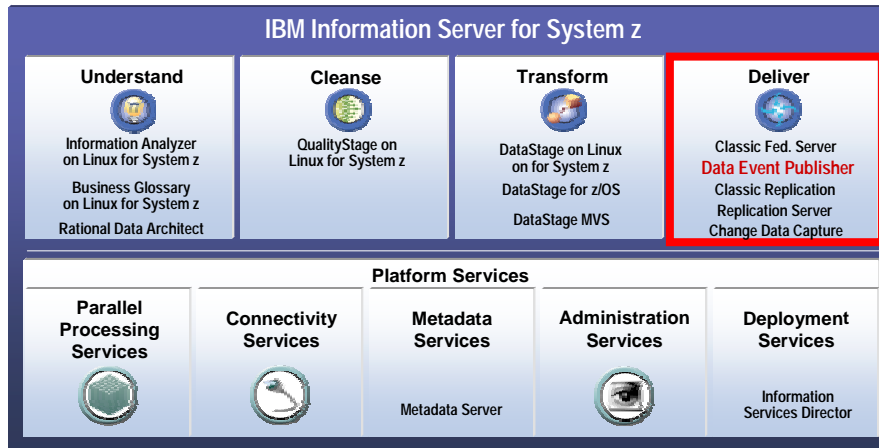 IBM Information Server for System z
Understand
Information Analyzer
on Linux for System z
Business Glossary
on Linux for System z
Rational Data Architect
Cleanse
QualityStage on
Linux for System z
Transform
DataStage on Linux
on for System z
DataStage for z/OS
DataStage MVS
Deliver
Classic Fed. Server
Data Event Publisher
Classic Replication
Replication Server
Change Data Capture
Platform Services
Parallel
Processing
Services
Connectivity
Services
Metadata
Services
Metadata Server
Administration
Services
Deployment
Services
Information
Services Director